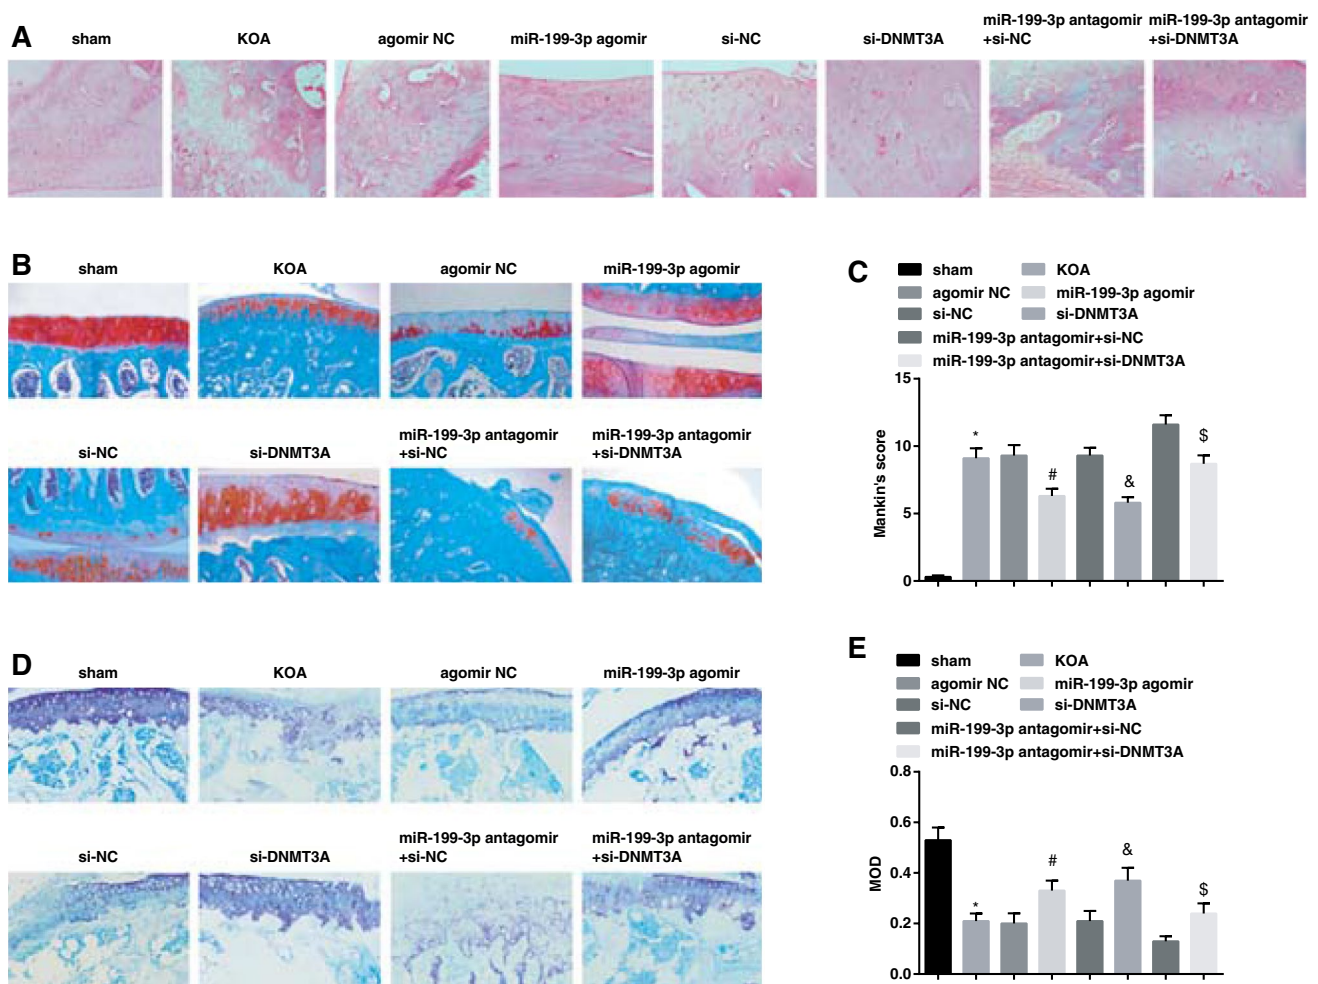 A
sham
KOA
agomir NC
miR-199-3p agomir
si-NC
si-DNMT3A
miR-199-3p antagomir
+si-NC
miR-199-3p antagomir
+si-DNMT3A
B
sham
KOA
agomir NC
miR-199-3p agomir
si-NC
si-DNMT3A
miR-199-3p antagomir
+si-NC
miR-199-3p antagomir
+si-DNMT3A
C
sham
KOA
agomir NC
miR-199-3p agomir
si-NC
si-DNMT3A
miR-199-3p antagomir+si-NC
miR-199-3p antagomir+si-DNMT3A
Mankin's score
15
10
5
0
*
#
&
$
D
sham
KOA
agomir NC
miR-199-3p agomir
si-NC
si-DNMT3A
miR-199-3p antagomir
+si-NC
miR-199-3p antagomir
+si-DNMT3A
E
sham
KOA
agomir NC
miR-199-3p agomir
si-NC
si-DNMT3A
miR-199-3p antagomir+si-NC
miR-199-3p antagomir+si-DNMT3A
MOD
0.8
0.6
0.4
0.2
0.0
*
#
&
$